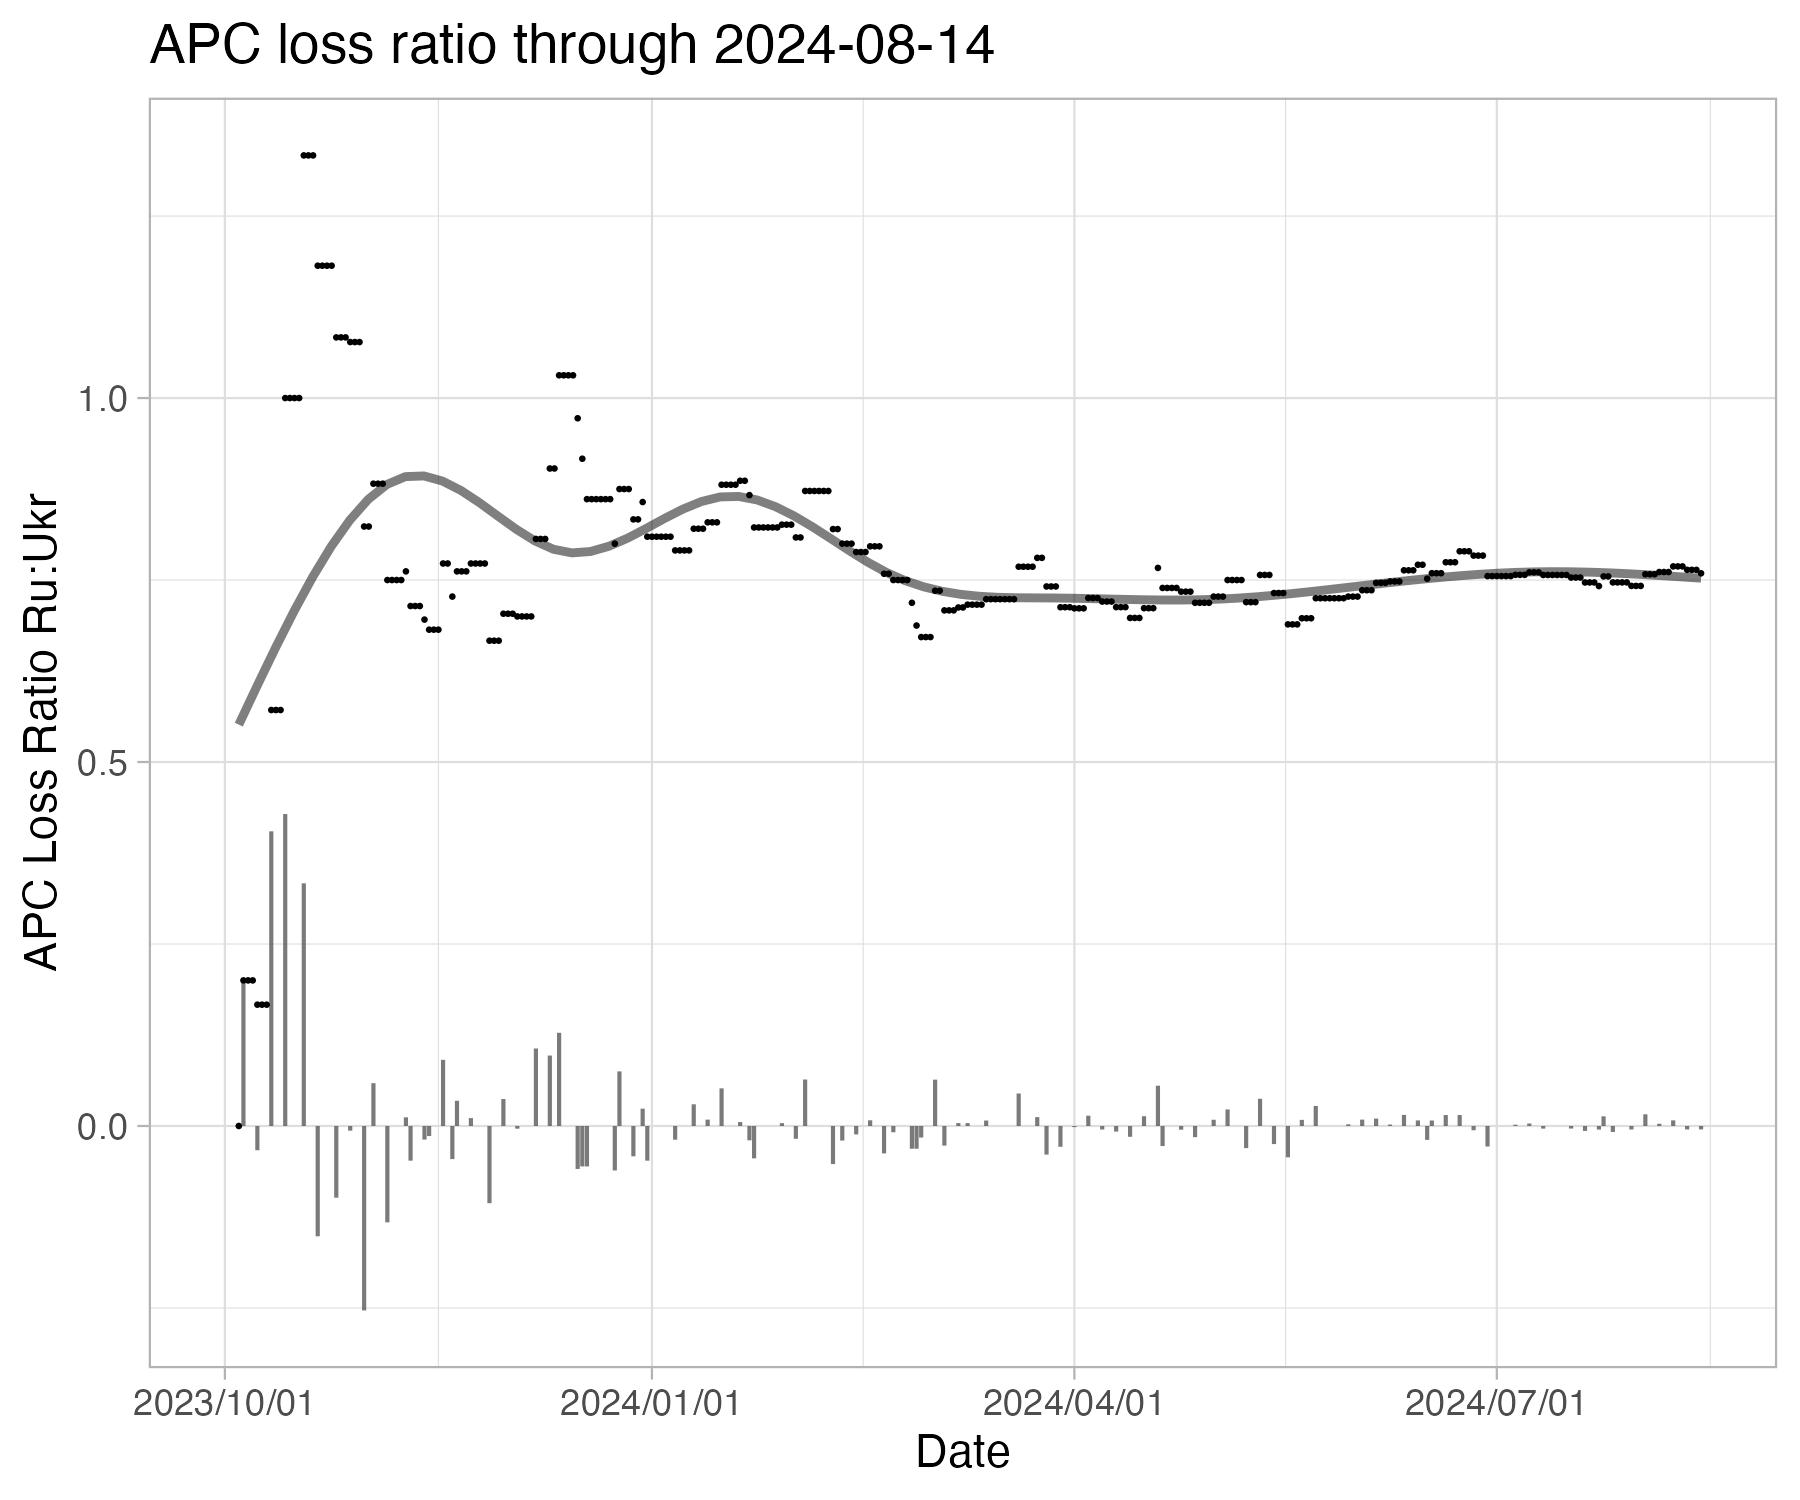 APC loss ratio through 2024-08-14
APC Loss Ratio Ru:Ukr
1.0
0.5
0.0
2023/10/01 2024/01/01 2024/04/01 2024/07/01
Date